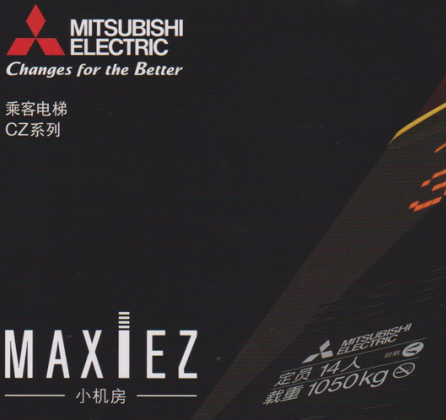 MITSUBISHI
ELECTRIC
Changes for the Better
乘客电梯
CZ系列
MAXIEZ
小机房
MITSUBISHI
ELECTRIC
定员 14人
载重 1050kg